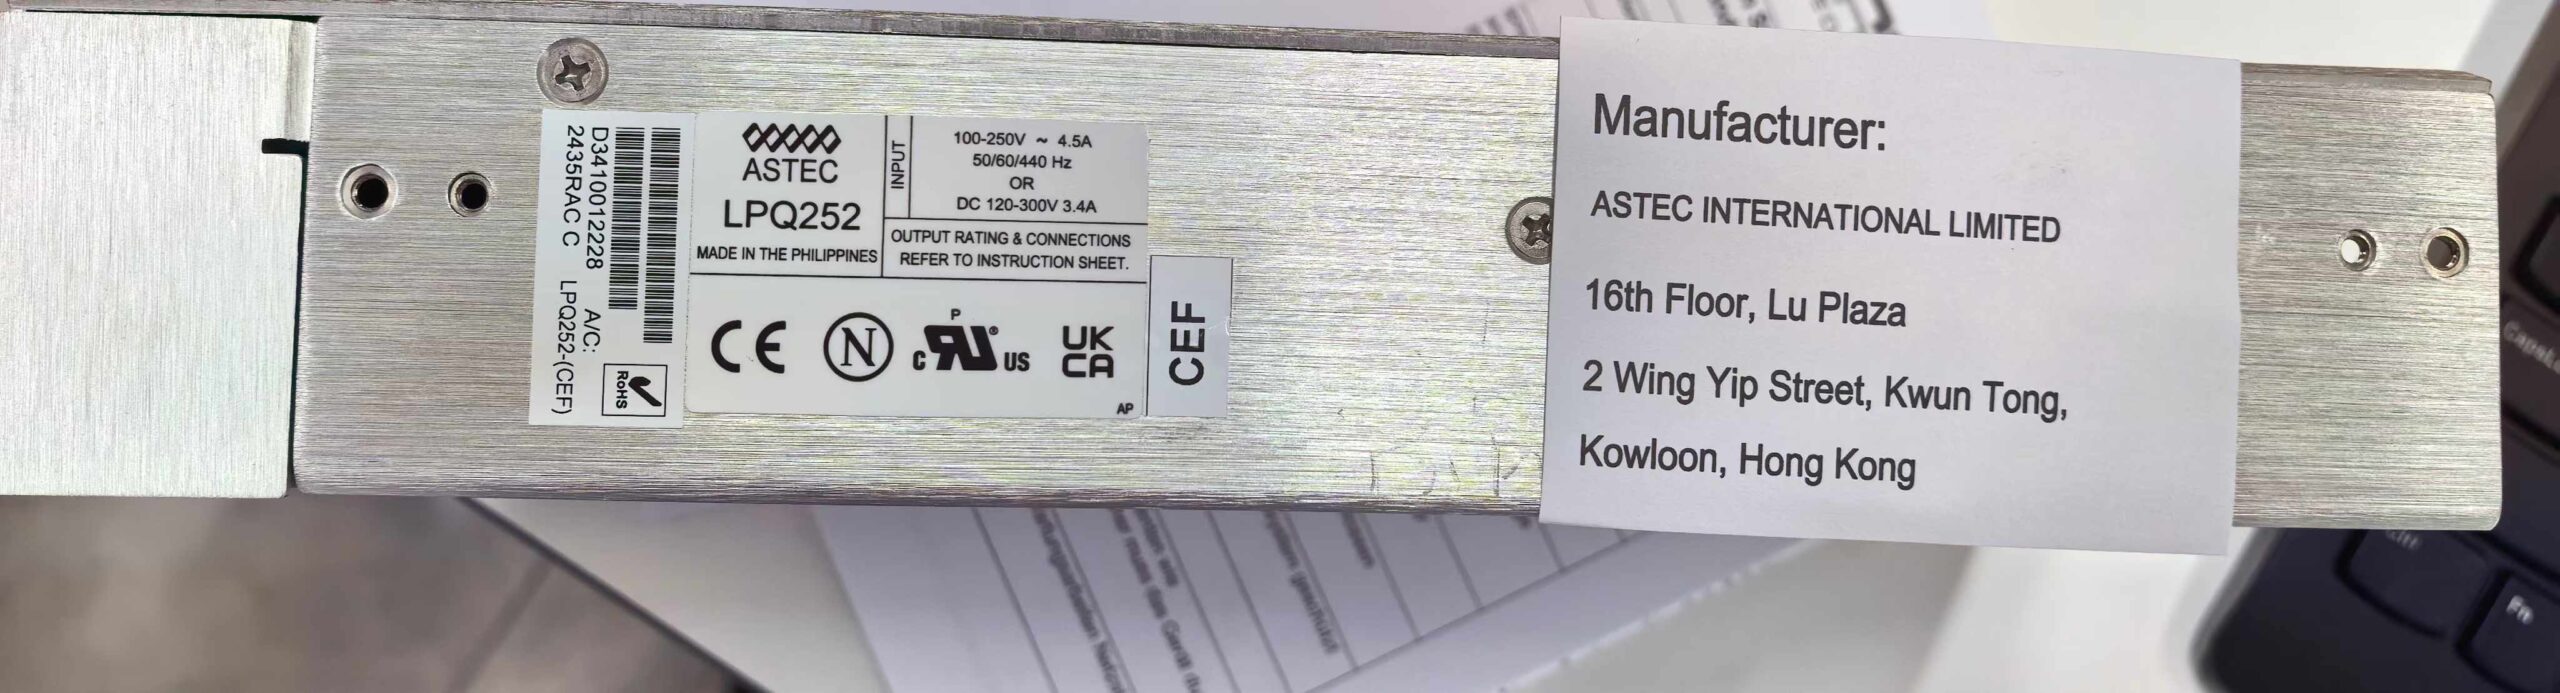 D3410012228 A/C:
2435RAC C LPQ252-(CEF)
RoHS
ASTEC
LPQ252
MADE IN THE PHILIPPINES
INPUT
100-250V ~ 4.5A
50/60/440 Hz
OR
DC 120-300V 3.4A
OUTPUT RATING & CONNECTIONS
REFER TO INSTRUCTION SHEET.
CE
N
P
c RU ® US
UK
CA
AP
CEF
Manufacturer:
ASTEC INTERNATIONAL LIMITED
16th Floor, Lu Plaza
2 Wing Yip Street, Kwun Tong,
Kowloon, Hong Kong
Fn